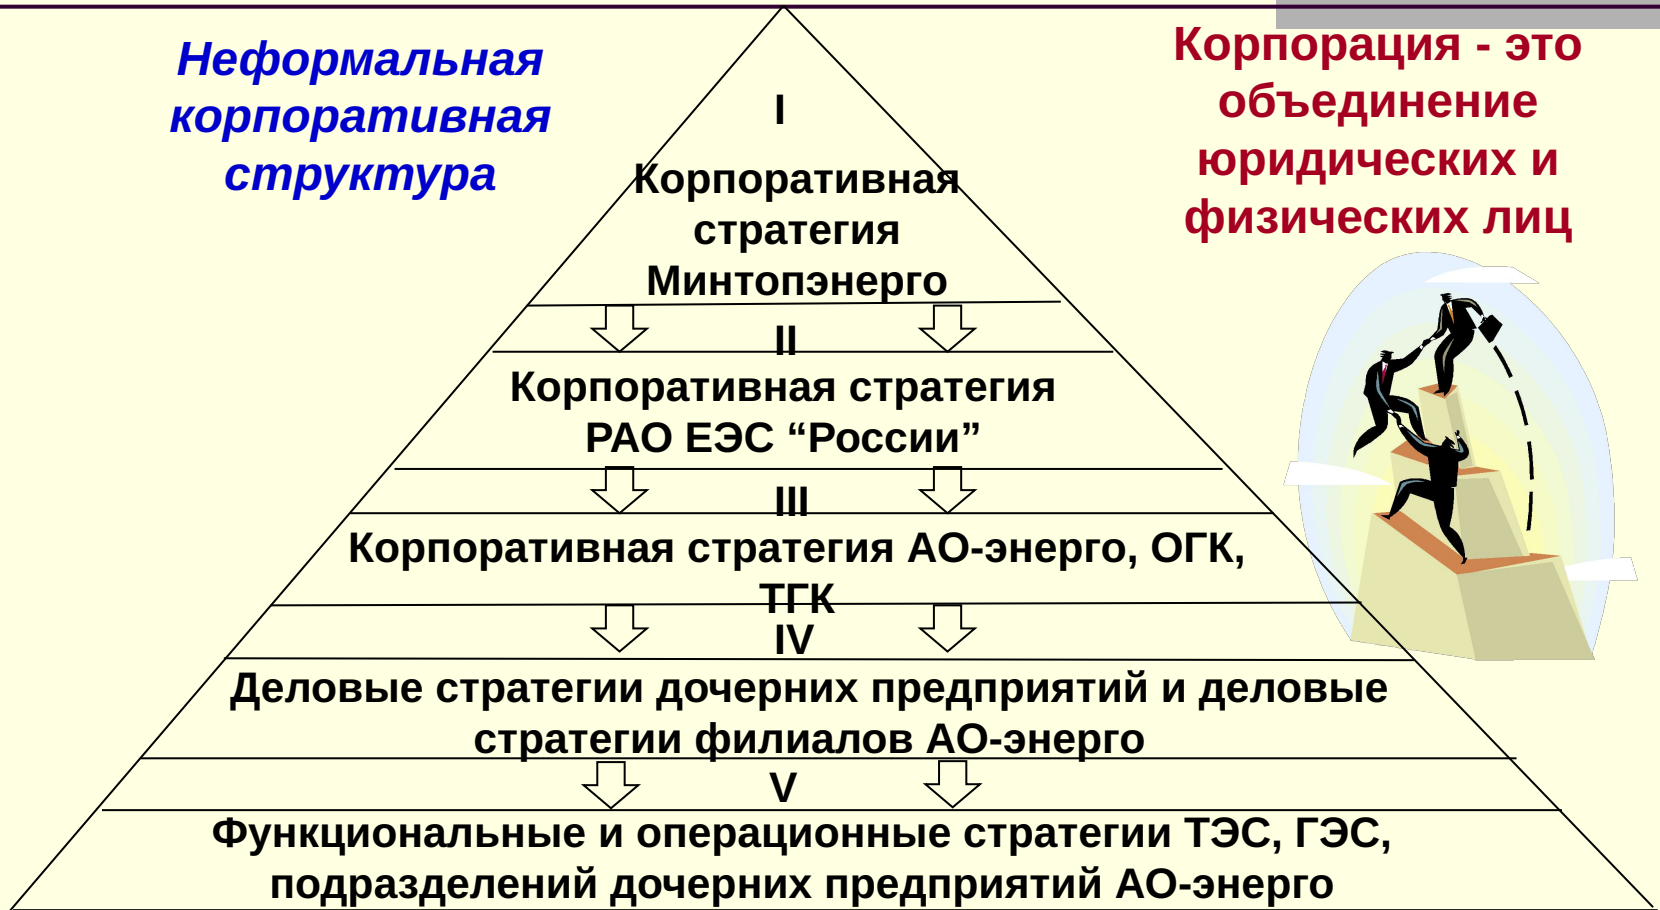 Неформальная
корпоративная
структура
Корпорация - это
объединение
юридических и
физических лиц
I
Корпоративная
стратегия
Минтопэнерго
II
Корпоративная стратегия
РАО ЕЭС “России”
III
Корпоративная стратегия АО-энерго, ОГК,
ТГК
IV
Деловые стратегии дочерних предприятий и деловые
стратегии филиалов АО-энерго
V
Функциональные и операционные стратегии ТЭС, ГЭС,
подразделений дочерних предприятий АО-энерго